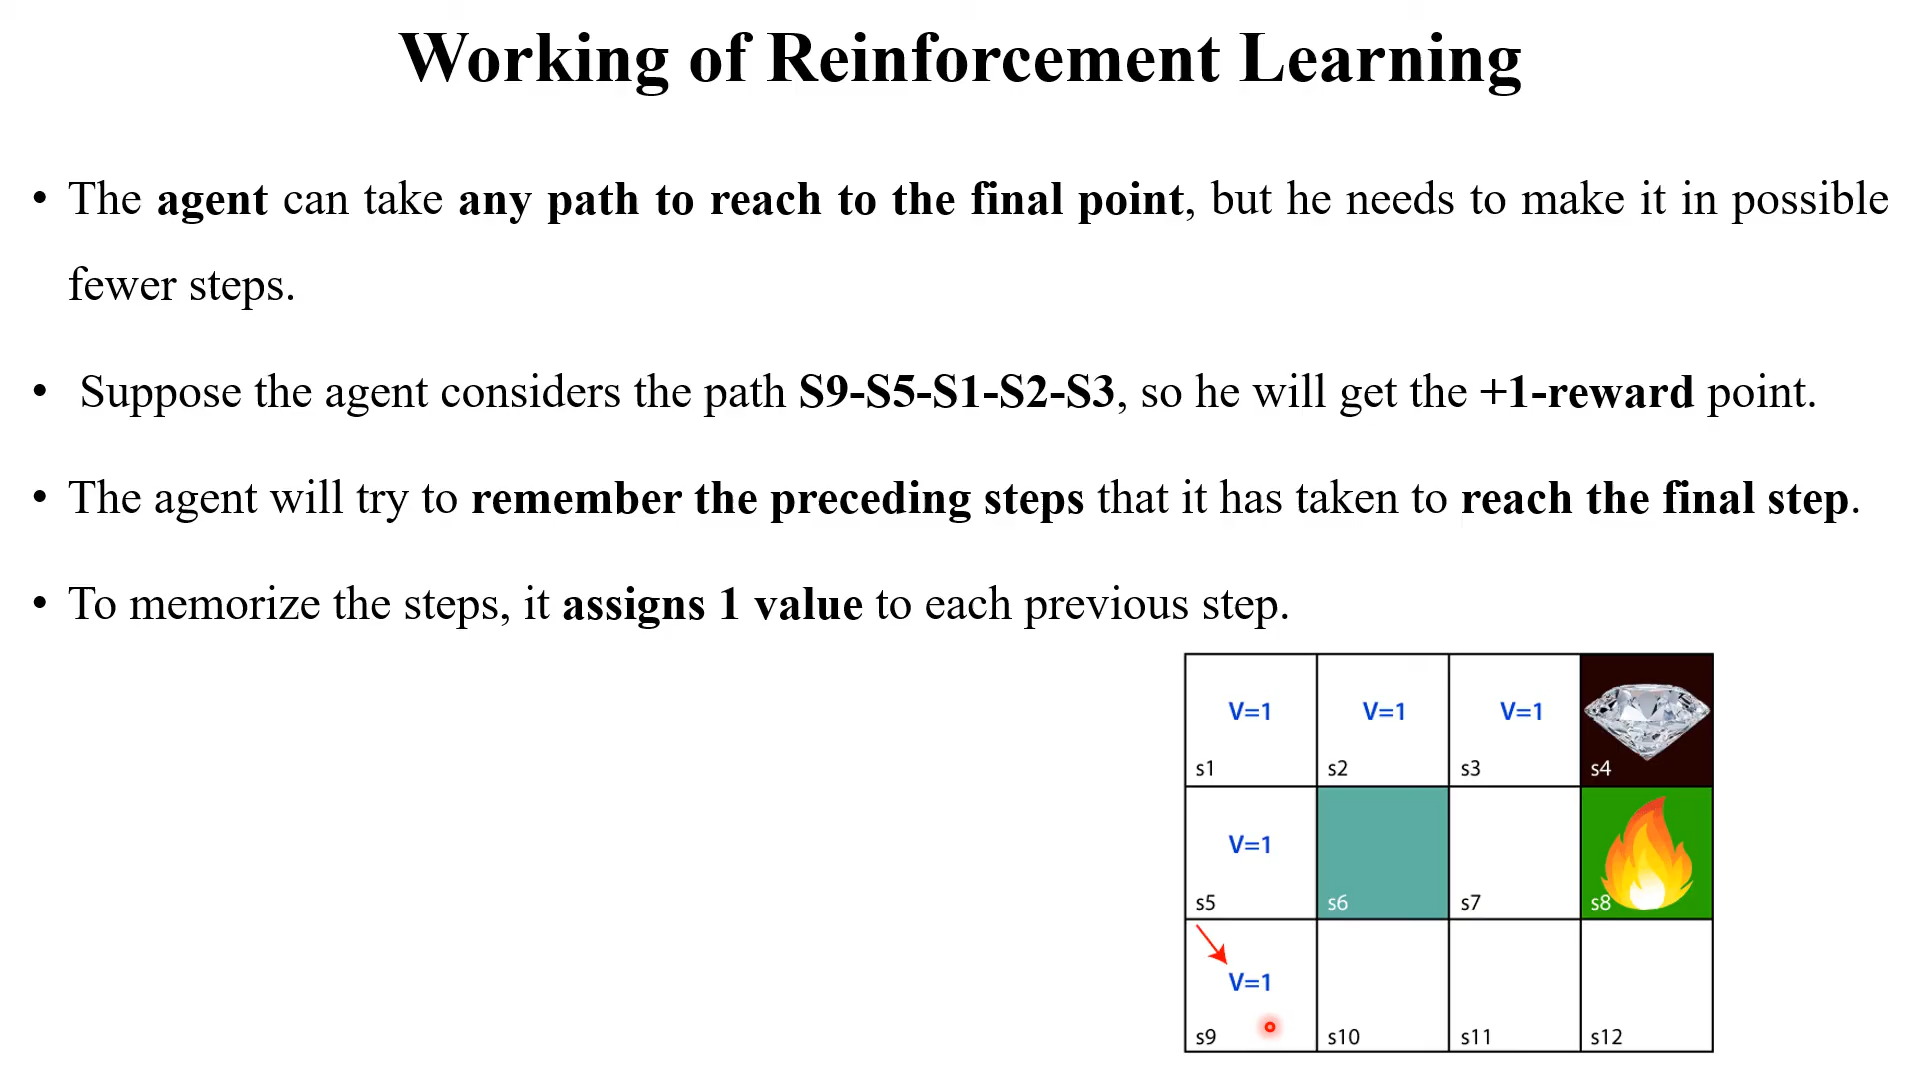 Working of Reinforcement Learning
• The agent can take any path to reach to the final point, but he needs to make it in possible
fewer steps.
• Suppose the agent considers the path S9-S5-S1-S2-S3, so he will get the +1-reward point.
• The agent will try to remember the preceding steps that it has taken to reach the final step.
• To memorize the steps, it assigns 1 value to each previous step.
V=1 V=1 V=1
s1 s2 s3 s4
V=1
s5 s6 s7 s8
V=1
s9 s10 s11 s12